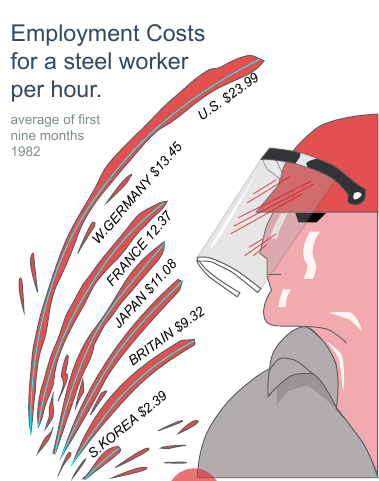 Employment Costs
for a steel worker
per hour.
average of first
nine months
1982
U.S. $23.99
W.GERMANY $13.45
FRANCE 12.37
JAPAN $11.08
BRITAIN $9.32
S.KOREA $2.39